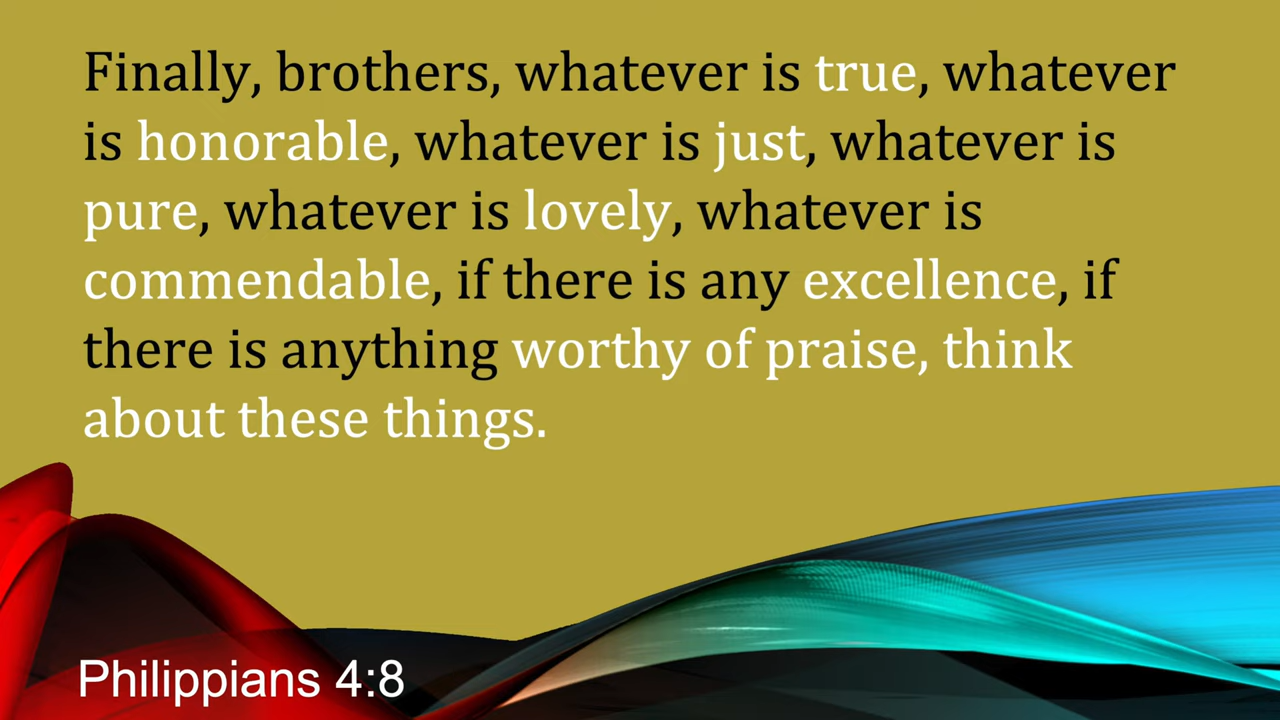 Finally, brothers, whatever is true, whatever
is honorable, whatever is just, whatever is
pure, whatever is lovely, whatever is
commendable, if there is any excellence, if
there is anything worthy of praise, think
about these things.
Philippians 4:8